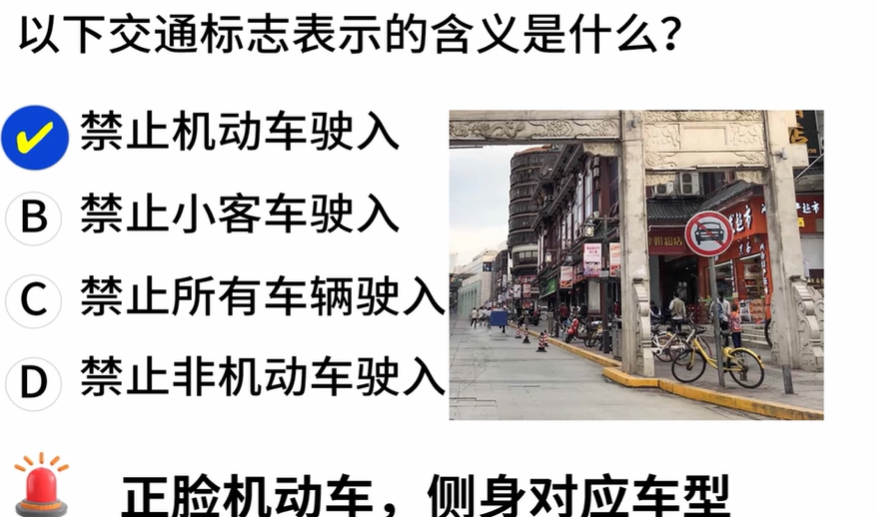 以下交通标志表示的含义是什么？
禁止机动车驶入
B 禁止小客车驶入
C 禁止所有车辆驶入
D 禁止非机动车驶入
正脸机动车，侧身对应车型